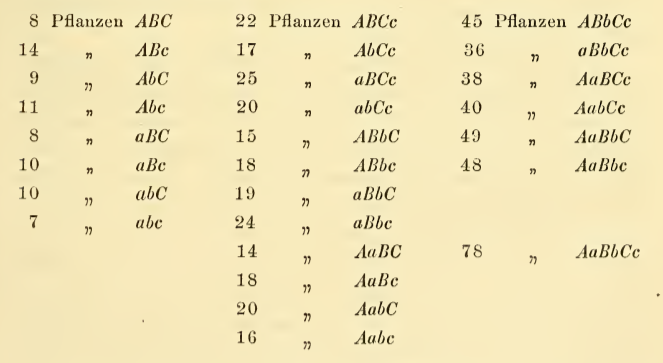 8 Pflanzen ABC 22 Pflanzen ABCc 45 Pflanzen ABbCc
14 „ ABc 17 „ AbCc 36 „ aBbCc
9 „ AbC 25 „ aBCc 38 „ AaBCc
11 „ Abc 20 „ abCc 40 „ AabCc
8 „ aBC 15 „ ABbC 49 „ AaBbC
10 „ aBc 18 „ ABbc 48 „ AaBbc
10 „ abC 19 „ aBbC
7 „ abc 24 „ aBbc
14 „ AaBC 78 „ AaBbCc
18 „ AaBc
20 „ AabC
16 „ Aabc